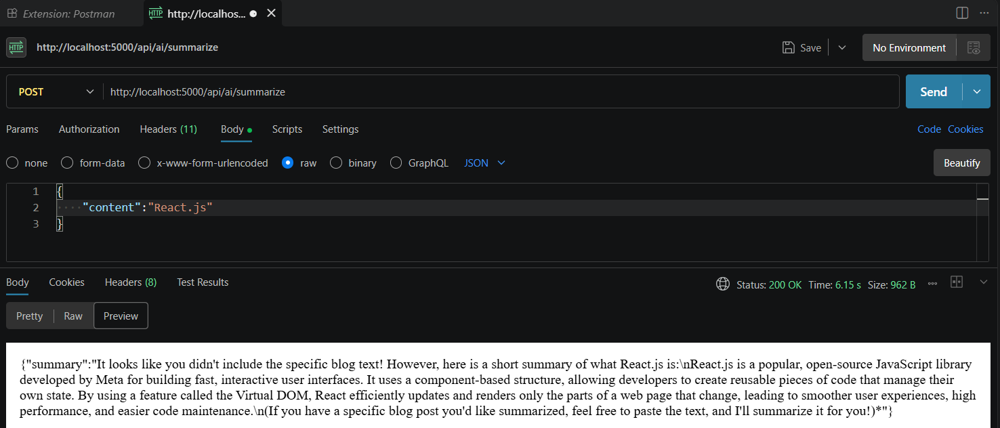 Extension: Postman
HTTP http://localhos...
HTTP http://localhost:5000/api/ai/summarize
Save
No Environment
POST
http://localhost:5000/api/ai/summarize
Send
Params Authorization Headers (11) Body Scripts Settings
Code Cookies
none form-data x-www-form-urlencoded raw binary GraphQL JSON
Beautify
1 {
2 ····"content":"React.js"
3 }
Body Cookies Headers (8) Test Results
Status: 200 OK Time: 6.15 s Size: 962 B
Pretty Raw Preview
{"summary":"It looks like you didn't include the specific blog text! However, here is a short summary of what React.js is:\nReact.js is a popular, open-source JavaScript library
developed by Meta for building fast, interactive user interfaces. It uses a component-based structure, allowing developers to create reusable pieces of code that manage their
own state. By using a feature called the Virtual DOM, React efficiently updates and renders only the parts of a web page that change, leading to smoother user experiences, high
performance, and easier code maintenance.\n(If you have a specific blog post you'd like summarized, feel free to paste the text, and I'll summarize it for you!)*"}